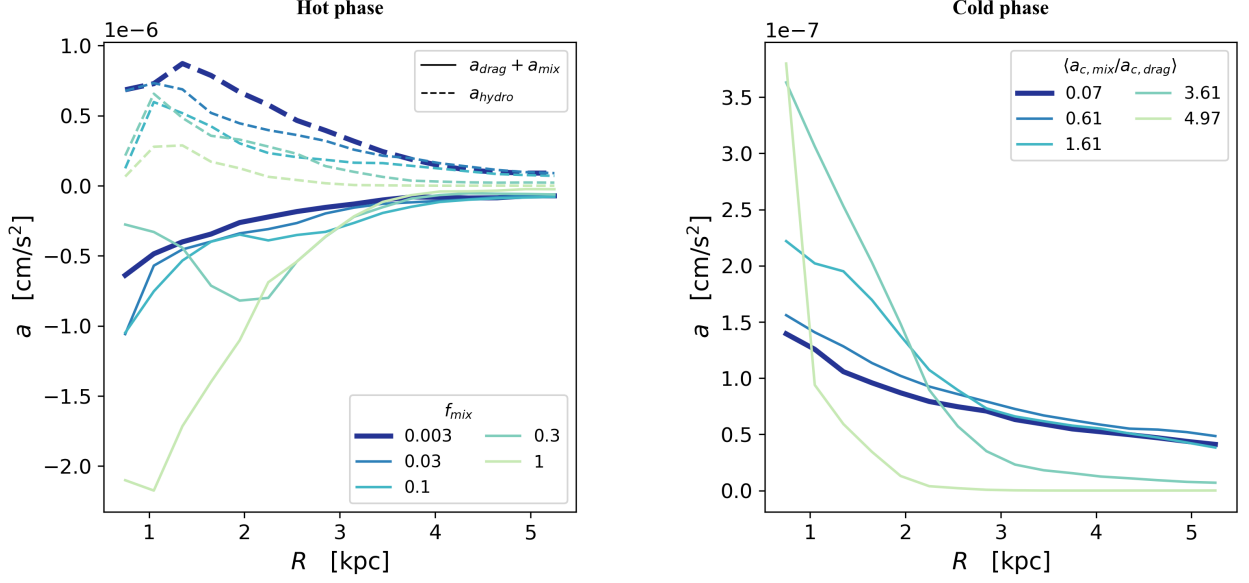 Hot phase
1e−6
a_drag + a_mix
a_hydro
1.0
0.5
0.0
−0.5
−1.0
−1.5
−2.0
a [cm/s²]
f_mix
0.003
0.03
0.1
0.3
1
1 2 3 4 5
R [kpc]
Cold phase
1e−7
⟨a_c,mix/a_c,drag⟩
0.07
0.61
1.61
3.61
4.97
3.5
3.0
2.5
2.0
1.5
1.0
0.5
0.0
a [cm/s²]
1 2 3 4 5
R [kpc]